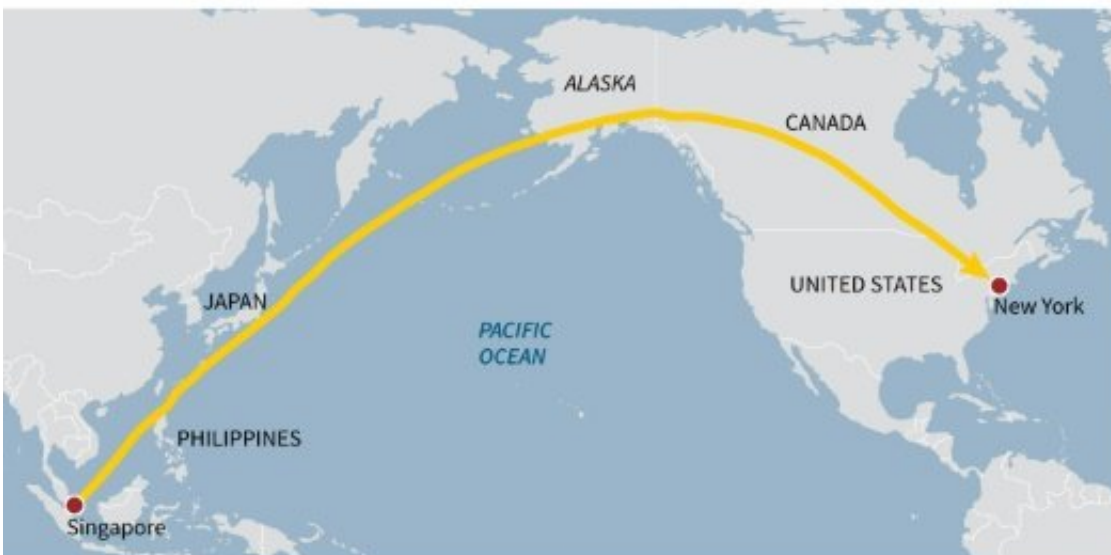 ALASKA
CANADA
JAPAN
UNITED STATES
New York
PACIFIC
OCEAN
PHILIPPINES
Singapore